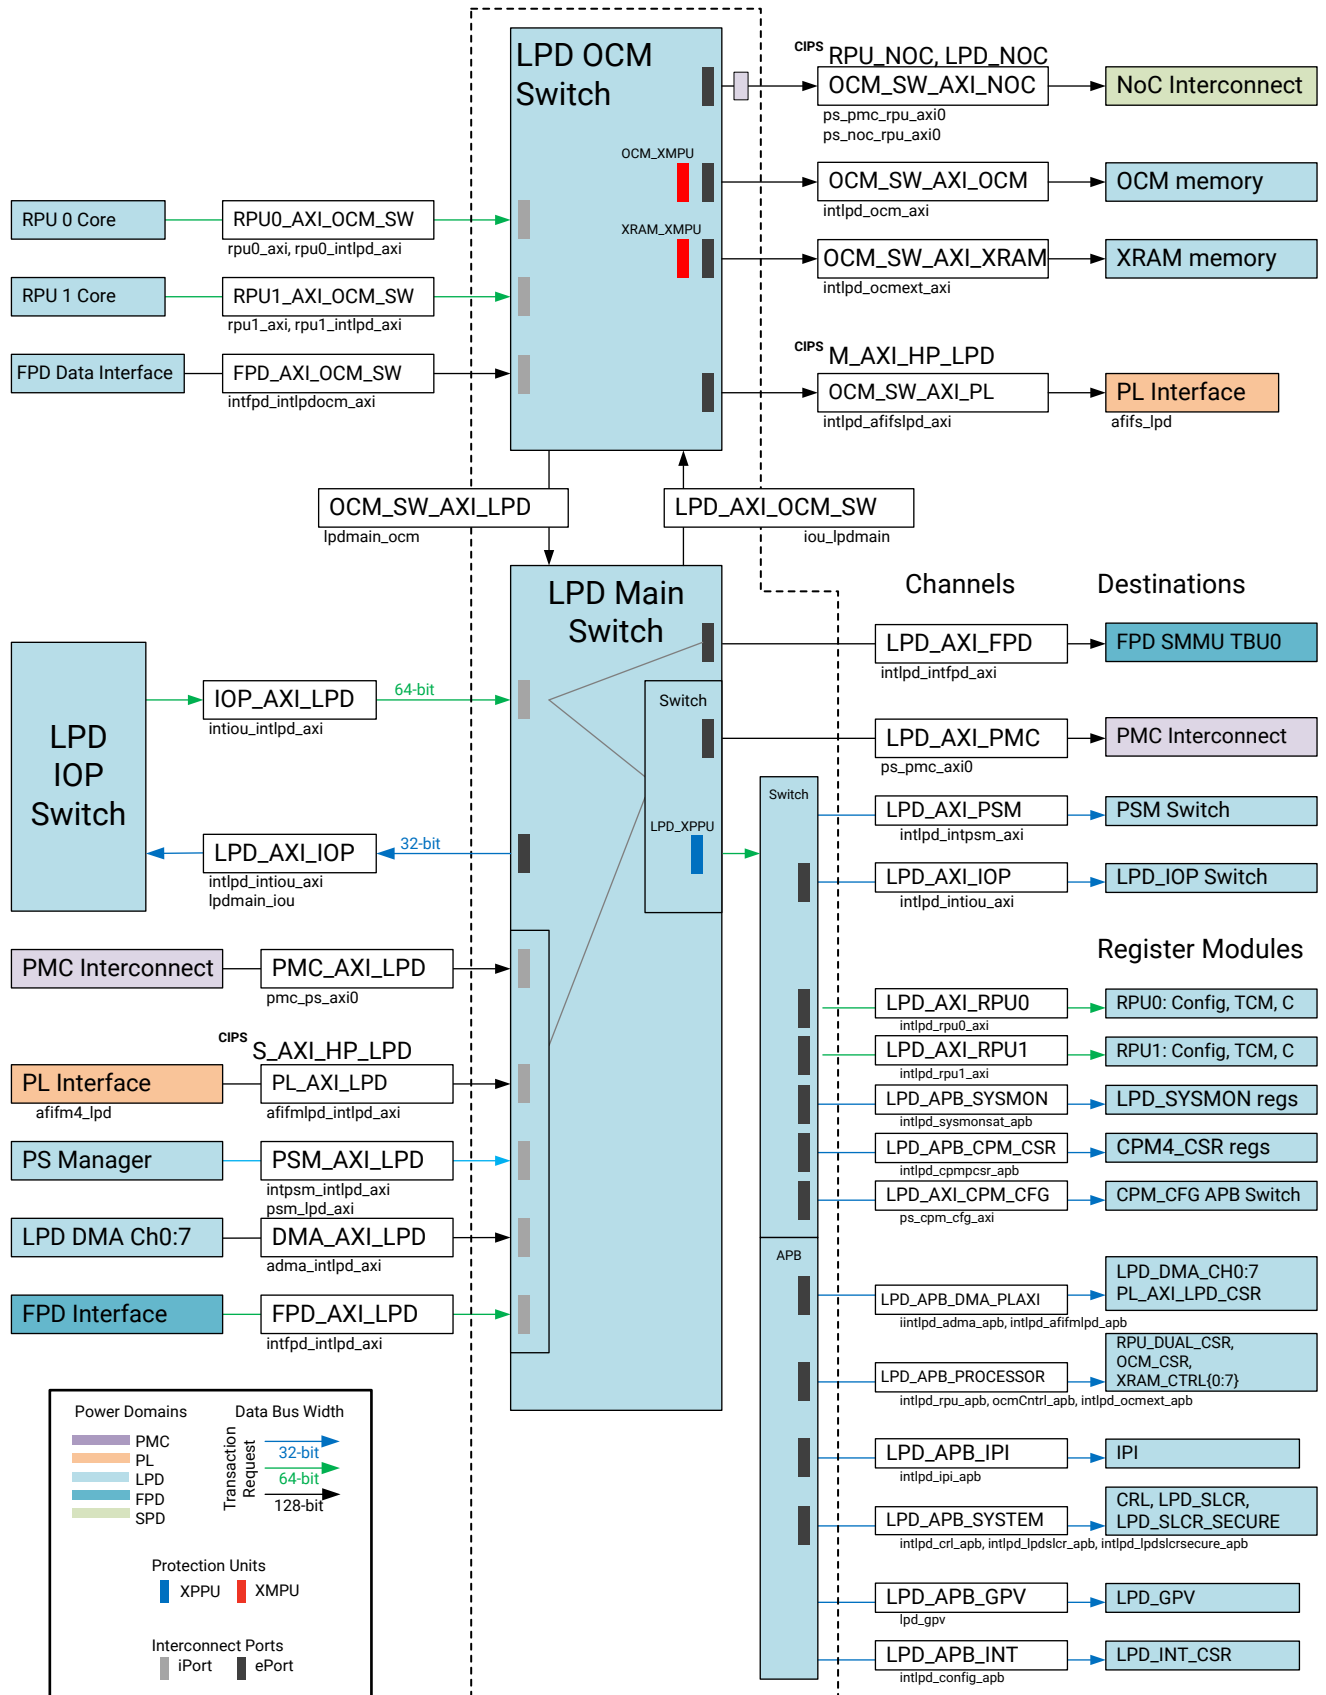 LPD OCM
Switch
CIPS RPU_NOC, LPD_NOC
OCM_SW_AXI_NOC
ps_pmc_rpu_axi0
ps_noc_rpu_axi0
NoC Interconnect
OCM_XMPU
OCM_SW_AXI_OCM
intlpd_ocm_axi
OCM memory
RPU 0 Core
RPU0_AXI_OCM_SW
rpu0_axi, rpu0_intlpd_axi
XRAM_XMPU
OCM_SW_AXI_XRAM
intlpd_ocmext_axi
XRAM memory
RPU 1 Core
RPU1_AXI_OCM_SW
rpu1_axi, rpu1_intlpd_axi
FPD Data Interface
FPD_AXI_OCM_SW
intfpd_intlpdocm_axi
CIPS M_AXI_HP_LPD
OCM_SW_AXI_PL
intlpd_afifslpd_axi
PL Interface
afifs_lpd
OCM_SW_AXI_LPD
lpdmain_ocm
LPD_AXI_OCM_SW
iou_lpdmain
LPD Main
Switch
Channels
Destinations
LPD_AXI_FPD
intlpd_intfpd_axi
FPD SMMU TBU0
LPD
IOP
Switch
IOP_AXI_LPD
intiou_intlpd_axi
64-bit
Switch
LPD_AXI_PMC
ps_pmc_axi0
PMC Interconnect
Switch
LPD_AXI_PSM
intlpd_intpsm_axi
PSM Switch
LPD_AXI_IOP
intlpd_intiou_axi
lpdmain_iou
32-bit
LPD_XPPU
LPD_AXI_IOP
intlpd_intiou_axi
LPD_IOP Switch
Register Modules
PMC Interconnect
PMC_AXI_LPD
pmc_ps_axi0
LPD_AXI_RPU0
intlpd_rpu0_axi
RPU0: Config, TCM, C
CIPS S_AXI_HP_LPD
PL Interface
afifm4_lpd
PL_AXI_LPD
afifmlpd_intlpd_axi
LPD_AXI_RPU1
intlpd_rpu1_axi
RPU1: Config, TCM, C
LPD_APB_SYSMON
intlpd_sysmonsat_apb
LPD_SYSMON regs
PS Manager
PSM_AXI_LPD
intpsm_intlpd_axi
psm_lpd_axi
LPD_APB_CPM_CSR
intlpd_cpmpcsr_apb
CPM4_CSR regs
LPD_AXI_CPM_CFG
ps_cpm_cfg_axi
CPM_CFG APB Switch
LPD DMA Ch0:7
DMA_AXI_LPD
adma_intlpd_axi
APB
LPD_APB_DMA_PLAXI
iintlpd_adma_apb, intlpd_afifmlpd_apb
LPD_DMA_CH0:7
PL_AXI_LPD_CSR
FPD Interface
FPD_AXI_LPD
intfpd_intlpd_axi
LPD_APB_PROCESSOR
intlpd_rpu_apb, ocmCntrl_apb, intlpd_ocmext_apb
RPU_DUAL_CSR,
OCM_CSR,
XRAM_CTRL{0:7}
LPD_APB_IPI
intlpd_ipi_apb
IPI
LPD_APB_SYSTEM
intlpd_crl_apb, intlpd_lpdslcr_apb, intlpd_lpdslcrsecure_apb
CRL, LPD_SLCR,
LPD_SLCR_SECURE
LPD_APB_GPV
lpd_gpv
LPD_GPV
LPD_APB_INT
intlpd_config_apb
LPD_INT_CSR
Power Domains
PMC
PL
LPD
FPD
SPD
Data Bus Width
Transaction
Request
32-bit
64-bit
128-bit
Protection Units
XPPU
XMPU
Interconnect Ports
iPort
ePort